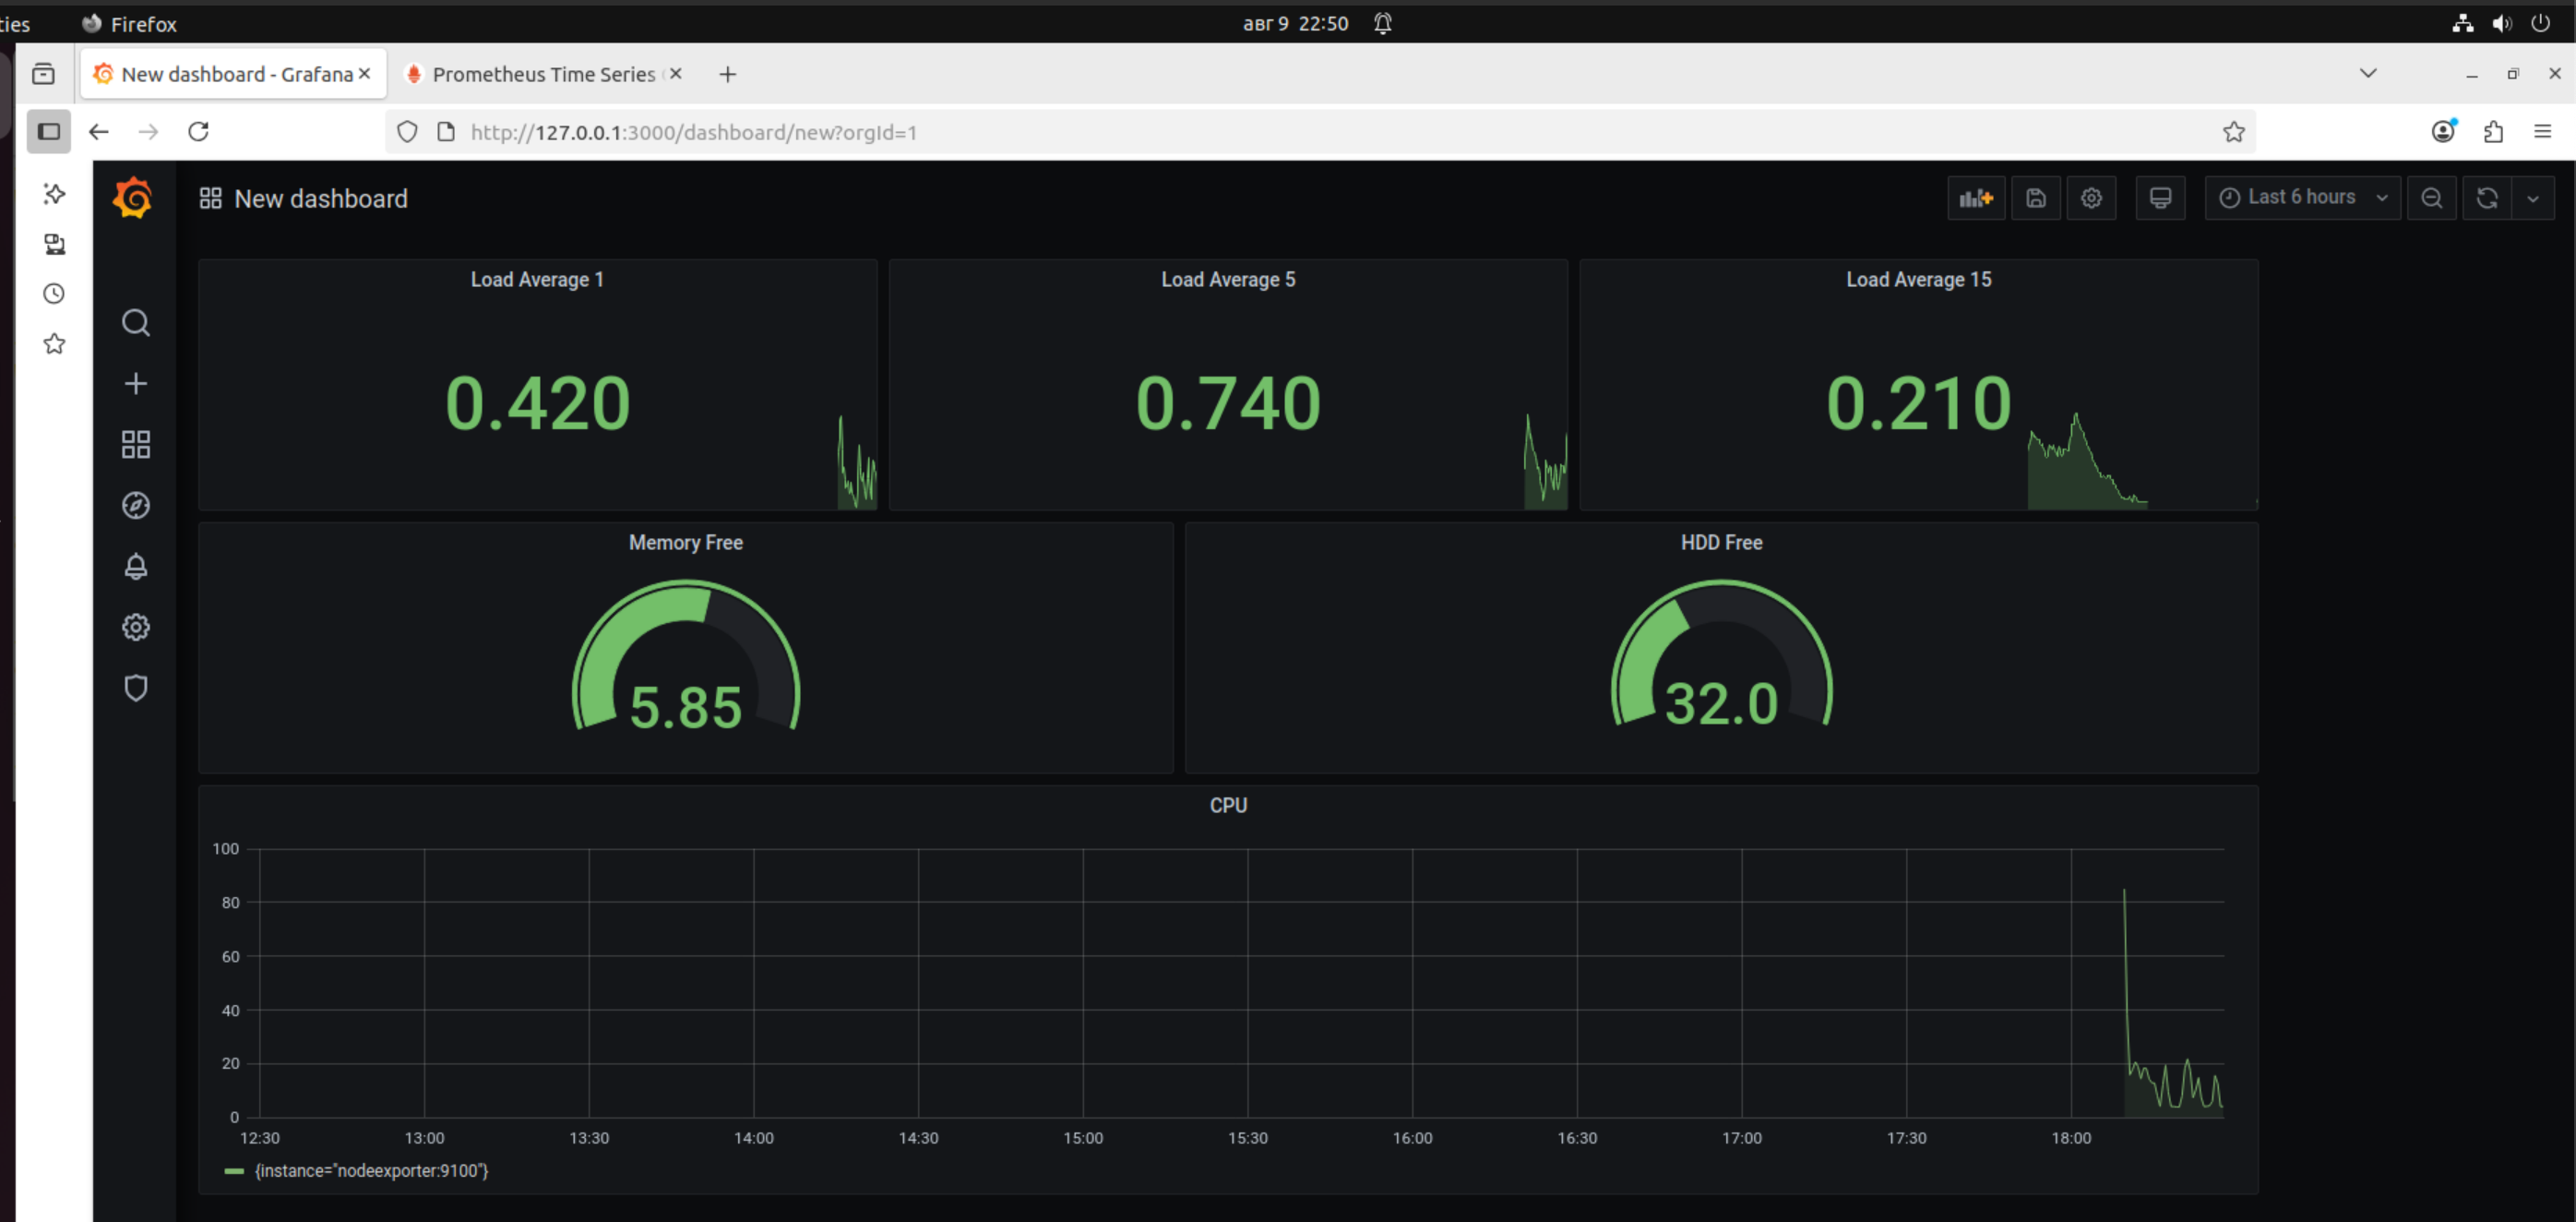 ties Firefox авг 9 22:50
New dashboard - Grafana Prometheus Time Series
http://127.0.0.1:3000/dashboard/new?orgId=1
New dashboard Last 6 hours
Load Average 1 Load Average 5 Load Average 15
0.420 0.740 0.210
Memory Free HDD Free
5.85 32.0
CPU
100
80
60
40
20
0
12:30 13:00 13:30 14:00 14:30 15:00 15:30 16:00 16:30 17:00 17:30 18:00
{instance="nodeexporter:9100"}